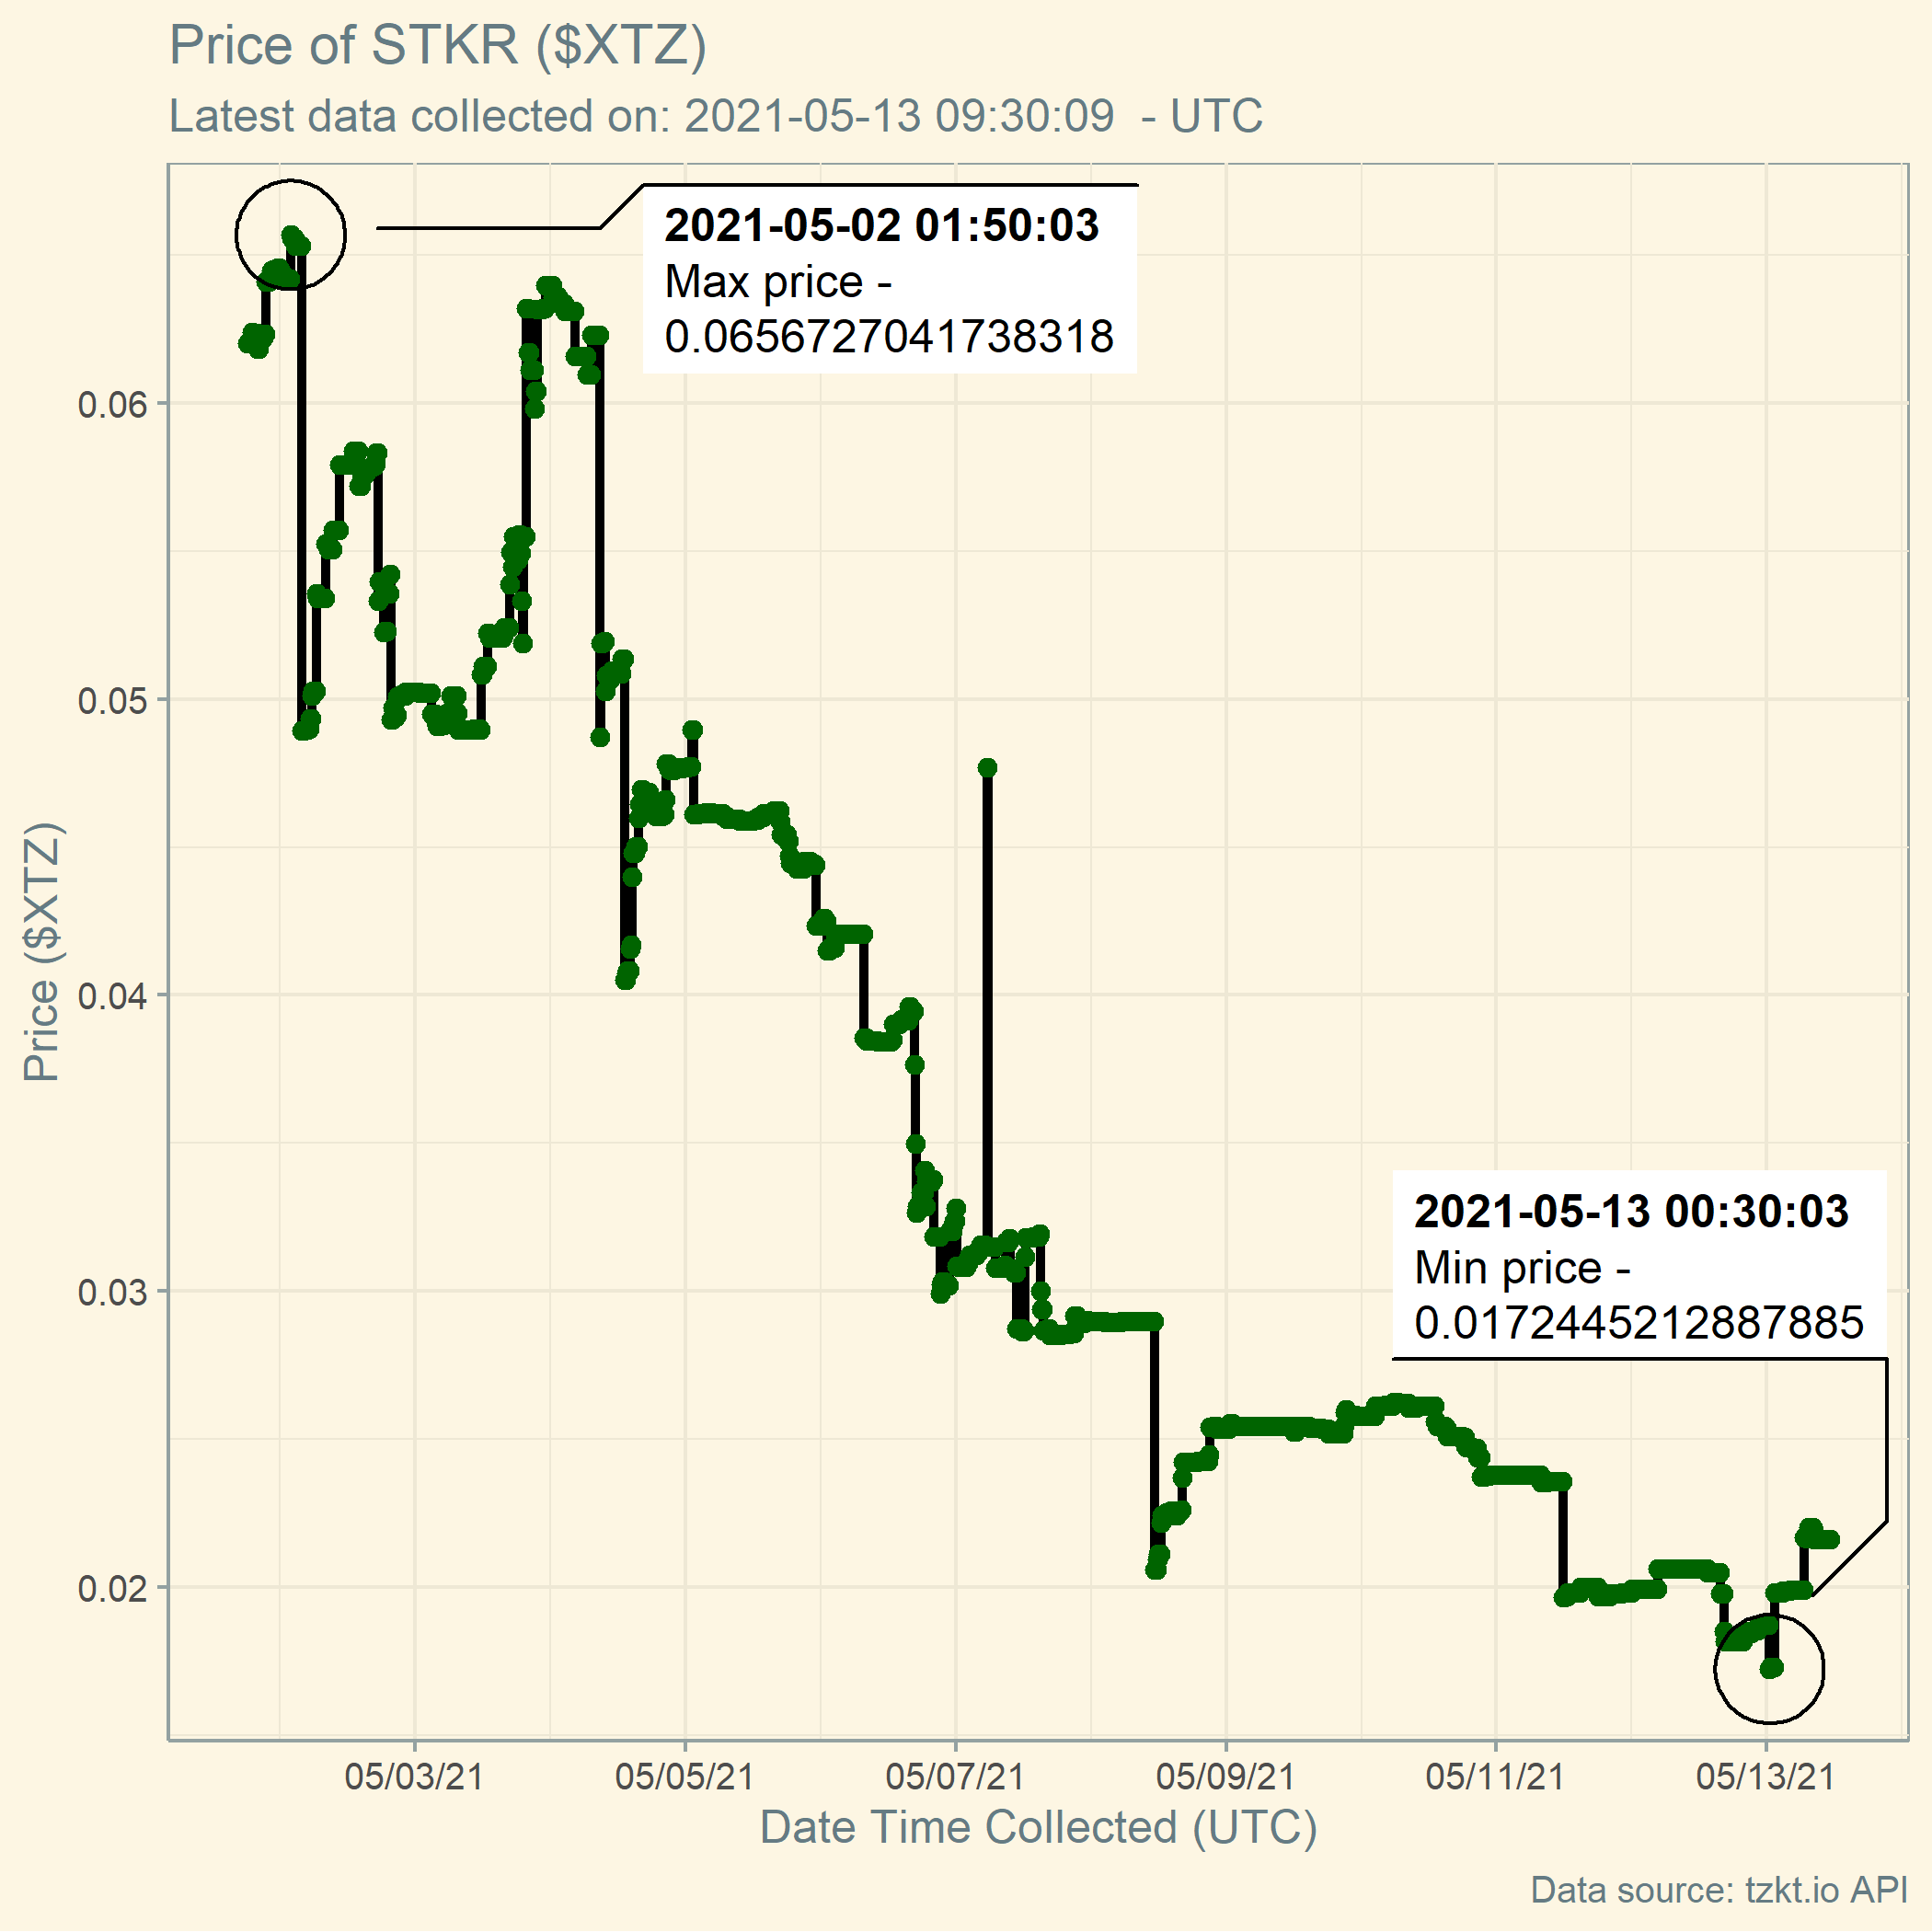 Price of STKR ($XTZ)
Latest data collected on: 2021-05-13 09:30:09  - UTC
2021-05-02 01:50:03
Max price -
0.0656727041738318
0.06
0.05
0.04
0.03
0.02
Price ($XTZ)
2021-05-13 00:30:03
Min price -
0.0172445212887885
05/03/21
05/05/21
05/07/21
05/09/21
05/11/21
05/13/21
Date Time Collected (UTC)
Data source: tzkt.io API